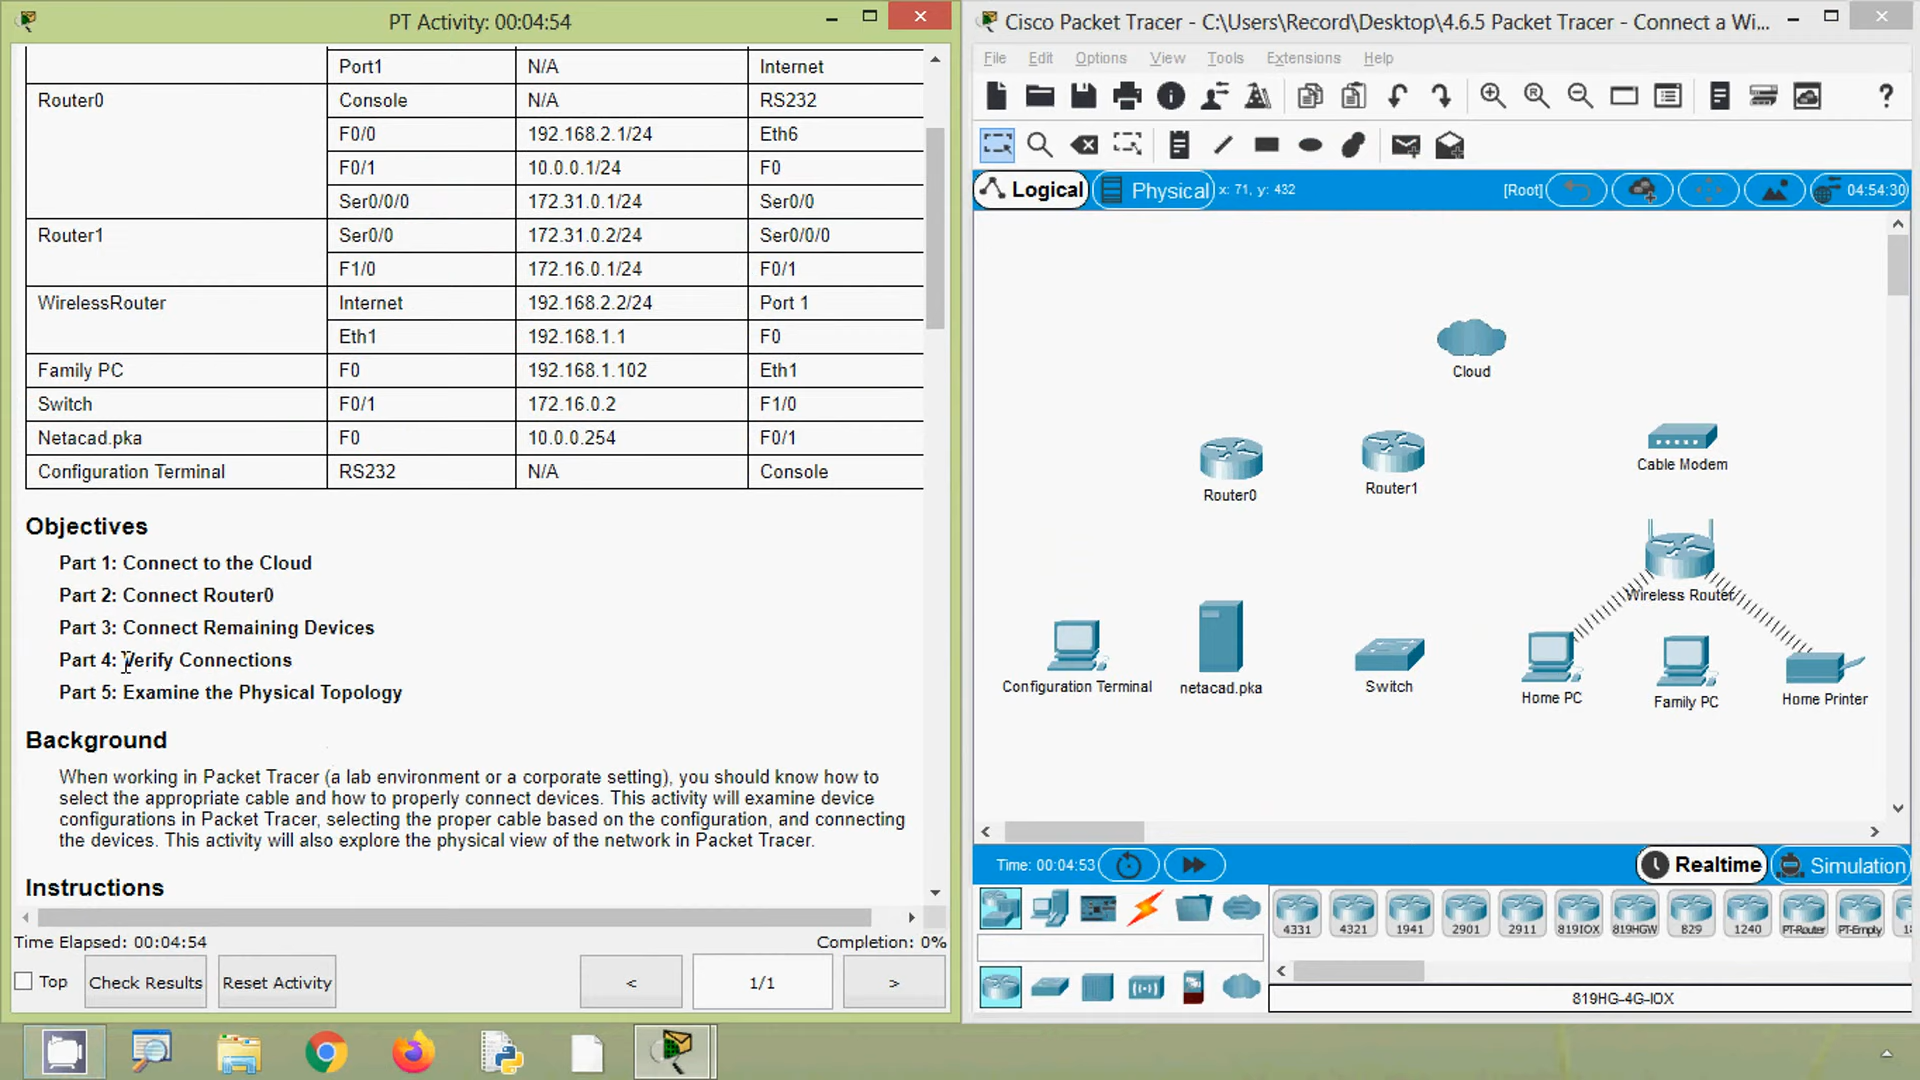 PT Activity: 00:04:54
Port1 N/A Internet
Router0 Console N/A RS232
F0/0 192.168.2.1/24 Eth6
F0/1 10.0.0.1/24 F0
Ser0/0/0 172.31.0.1/24 Ser0/0
Router1 Ser0/0 172.31.0.2/24 Ser0/0/0
F1/0 172.16.0.1/24 F0/1
WirelessRouter Internet 192.168.2.2/24 Port 1
Eth1 192.168.1.1 F0
Family PC F0 192.168.1.102 Eth1
Switch F0/1 172.16.0.2 F1/0
Netacad.pka F0 10.0.0.254 F0/1
Configuration Terminal RS232 N/A Console
Objectives
Part 1: Connect to the Cloud
Part 2: Connect Router0
Part 3: Connect Remaining Devices
Part 4: Verify Connections
Part 5: Examine the Physical Topology
Background
When working in Packet Tracer (a lab environment or a corporate setting), you should know how to
select the appropriate cable and how to properly connect devices. This activity will examine device
configurations in Packet Tracer, selecting the proper cable based on the configuration, and connecting
the devices. This activity will also explore the physical view of the network in Packet Tracer.
Instructions
Time Elapsed: 00:04:54 Completion: 0%
Top Check Results Reset Activity < 1/1 >
Cisco Packet Tracer - C:\Users\Record\Desktop\4.6.5 Packet Tracer - Connect a Wi...
File Edit Options View Tools Extensions Help
Logical Physical x: 71, y: 432 [Root] 04:54:30
Cloud
Cable Modem
Router0
Router1
Wireless Router
Configuration Terminal
netacad.pka
Switch
Home PC
Family PC
Home Printer
Time: 00:04:53 Realtime Simulation
4331 4321 1941 2901 2911 819IOX 819HGW 829 1240 PT-Router PT-Empty
819HG-4G-IOX